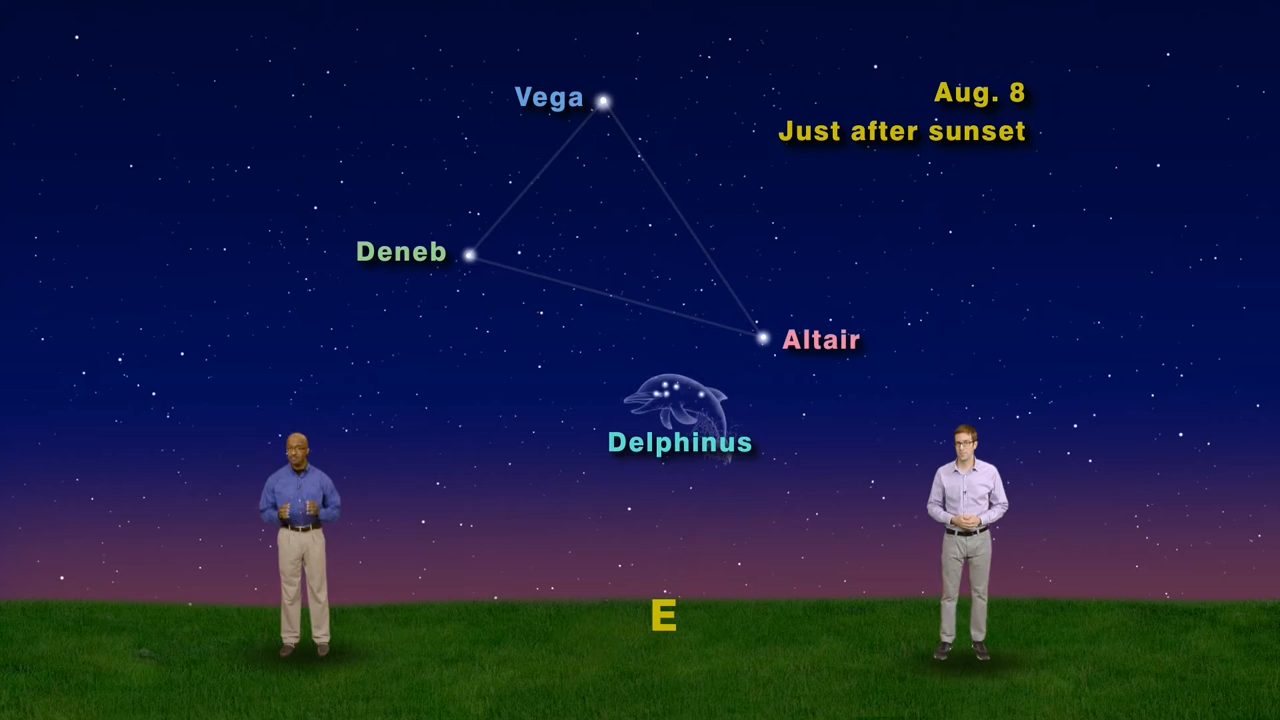 Vega
Aug. 8
Just after sunset
Deneb
Altair
Delphinus
E